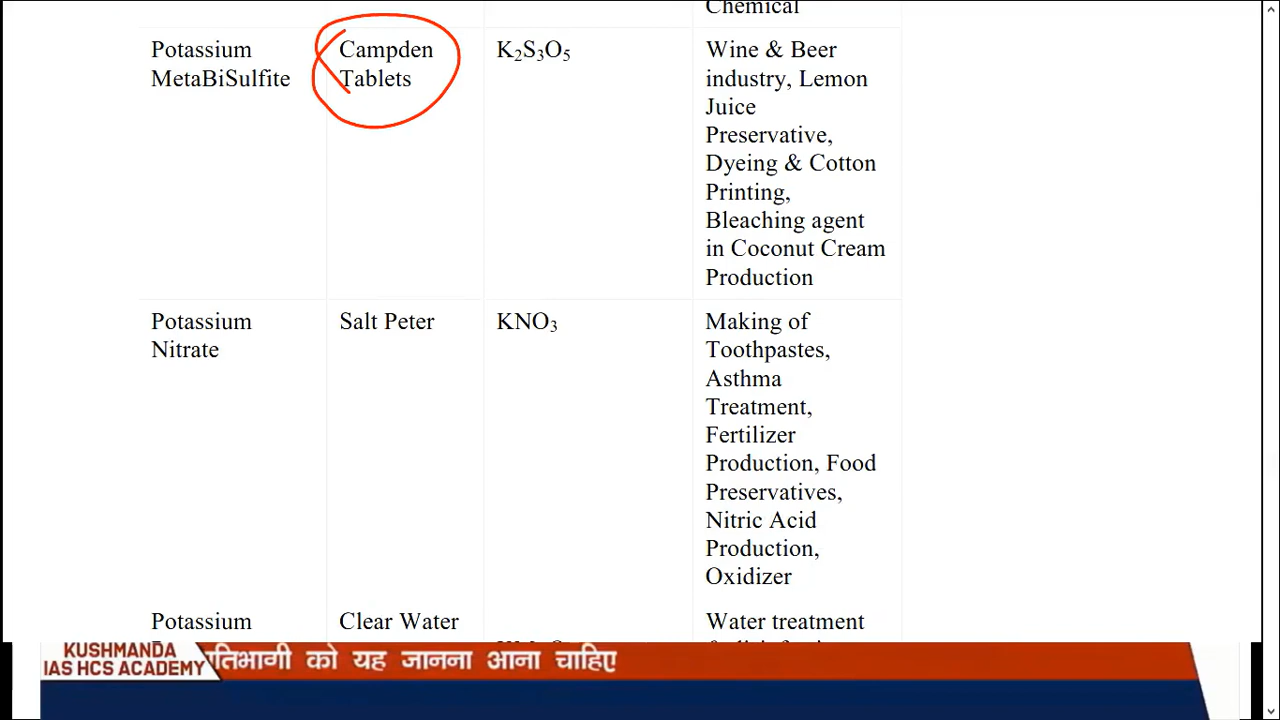 Chemical
Potassium
MetaBiSulfite
Campden
Tablets
K₂S₃O₅
Wine & Beer
industry, Lemon
Juice
Preservative,
Dyeing & Cotton
Printing,
Bleaching agent
in Coconut Cream
Production
Potassium
Nitrate
Salt Peter
KNO₃
Making of
Toothpastes,
Asthma
Treatment,
Fertilizer
Production, Food
Preservatives,
Nitric Acid
Production,
Oxidizer
Potassium
Clear Water
Water treatment
KUSHMANDA
IAS HCS ACADEMY
को यह जानना आना चाहिए